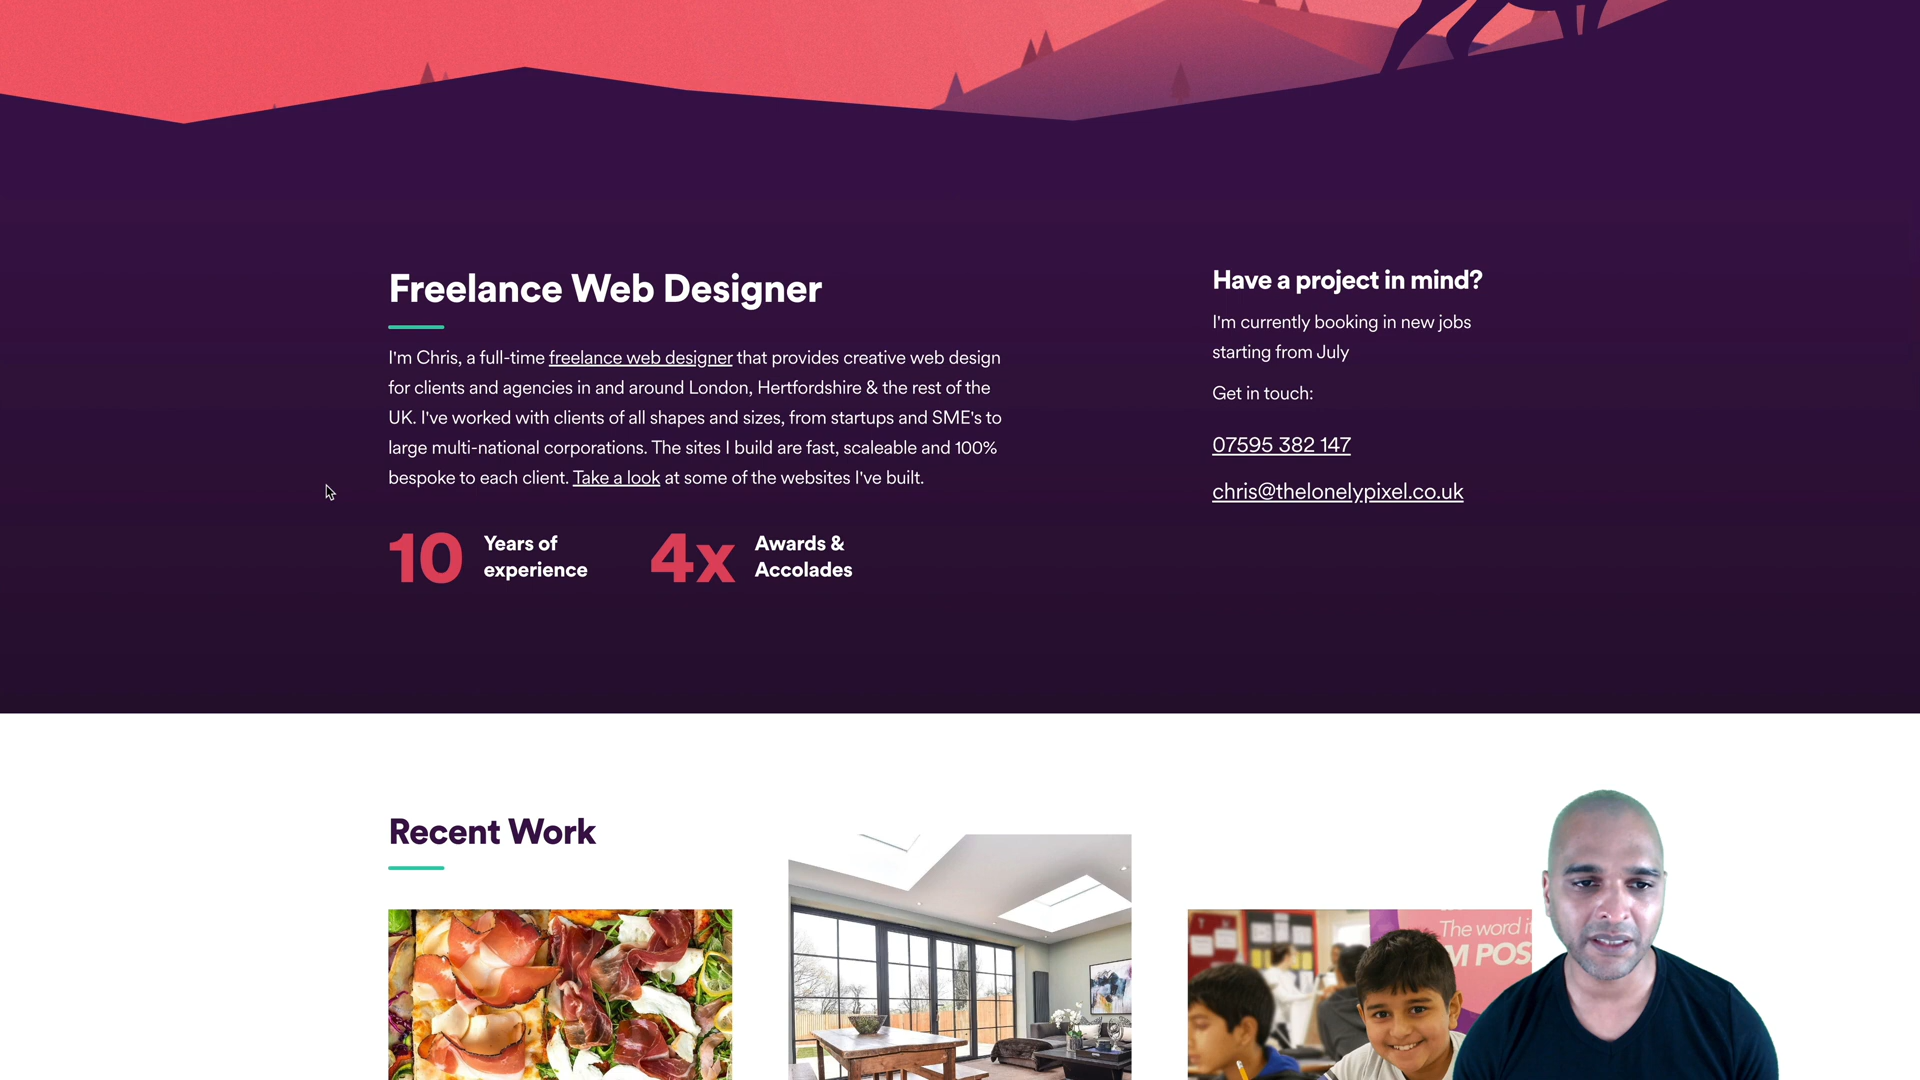 Freelance Web Designer
I'm Chris, a full-time freelance web designer that provides creative web design
for clients and agencies in and around London, Hertfordshire & the rest of the
UK. I've worked with clients of all shapes and sizes, from startups and SME's to
large multi-national corporations. The sites I build are fast, scaleable and 100%
bespoke to each client. Take a look at some of the websites I've built.
10 Years of
experience
4x Awards &
Accolades
Have a project in mind?
I'm currently booking in new jobs
starting from July
Get in touch:
07595 382 147
chris@thelonelypixel.co.uk
Recent Work
The word